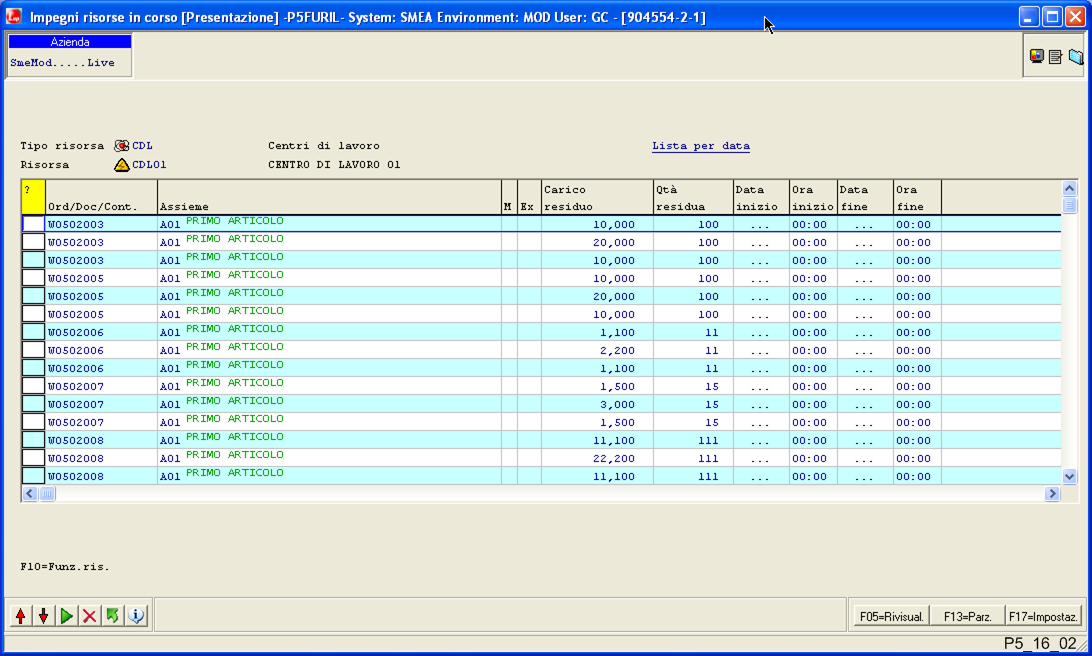 Impegni risorse in corso [Presentazione] -P5FURIL- System: SMEA Environment: MOD User: GC - [904554-2-1]
Azienda
SmeMod.....Live
Tipo risorsa CDL Centri di lavoro Lista per data
Risorsa CDL01 CENTRO DI LAVORO 01
? Carico Qtà Data Ora Data Ora
Ord/Doc/Cont. Assieme M Ex residuo residua inizio inizio fine fine
W0502003 A01 PRIMO ARTICOLO 10,000 100 ... 00:00 ... 00:00
W0502003 A01 PRIMO ARTICOLO 20,000 100 ... 00:00 ... 00:00
W0502003 A01 PRIMO ARTICOLO 10,000 100 ... 00:00 ... 00:00
W0502005 A01 PRIMO ARTICOLO 10,000 100 ... 00:00 ... 00:00
W0502005 A01 PRIMO ARTICOLO 20,000 100 ... 00:00 ... 00:00
W0502005 A01 PRIMO ARTICOLO 10,000 100 ... 00:00 ... 00:00
W0502006 A01 PRIMO ARTICOLO 1,100 11 ... 00:00 ... 00:00
W0502006 A01 PRIMO ARTICOLO 2,200 11 ... 00:00 ... 00:00
W0502006 A01 PRIMO ARTICOLO 1,100 11 ... 00:00 ... 00:00
W0502007 A01 PRIMO ARTICOLO 1,500 15 ... 00:00 ... 00:00
W0502007 A01 PRIMO ARTICOLO 3,000 15 ... 00:00 ... 00:00
W0502007 A01 PRIMO ARTICOLO 1,500 15 ... 00:00 ... 00:00
W0502008 A01 PRIMO ARTICOLO 11,100 111 ... 00:00 ... 00:00
W0502008 A01 PRIMO ARTICOLO 22,200 111 ... 00:00 ... 00:00
W0502008 A01 PRIMO ARTICOLO 11,100 111 ... 00:00 ... 00:00
F10=Funz.ris.
F05=Rivisual. F13=Parz. F17=Impostaz.
P5_16_02